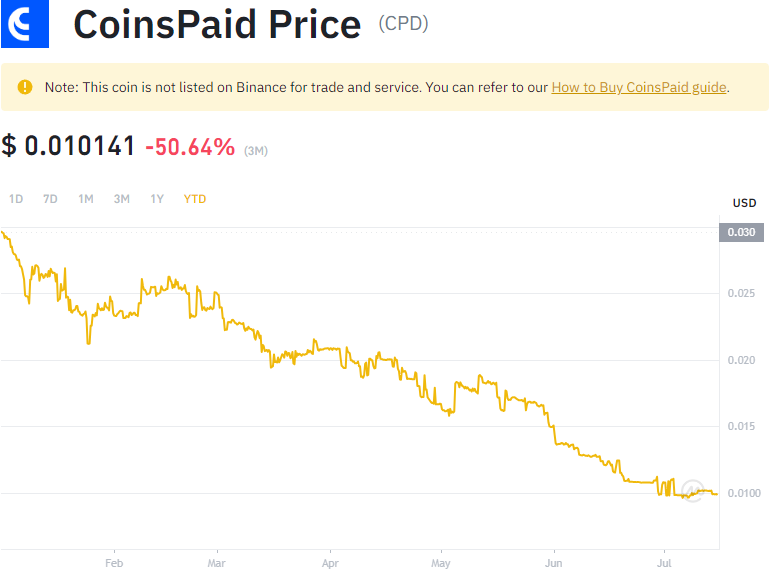 CoinsPaid Price (CPD)
Note: This coin is not listed on Binance for trade and service. You can refer to our How to Buy CoinsPaid guide.
$ 0.010141 -50.64% (3M)
1D 7D 1M 3M 1Y YTD
USD
0.030
0.025
0.020
0.015
0.0100
Feb Mar Apr May Jun Jul